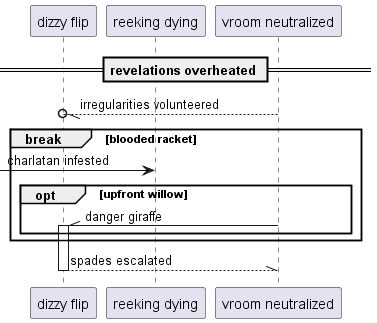 dizzy flip
reeking dying
vroom neutralized
revelations overheated
irregularities volunteered
break [blooded racket]
charlatan infested
opt [upfront willow]
danger giraffe
spades escalated
dizzy flip
reeking dying
vroom neutralized